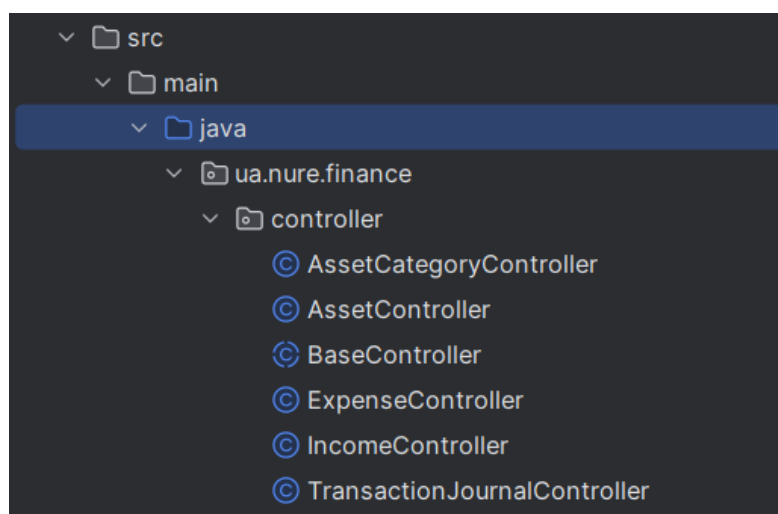 src
main
java
ua.nure.finance
controller
AssetCategoryController
AssetController
BaseController
ExpenseController
IncomeController
TransactionJournalController